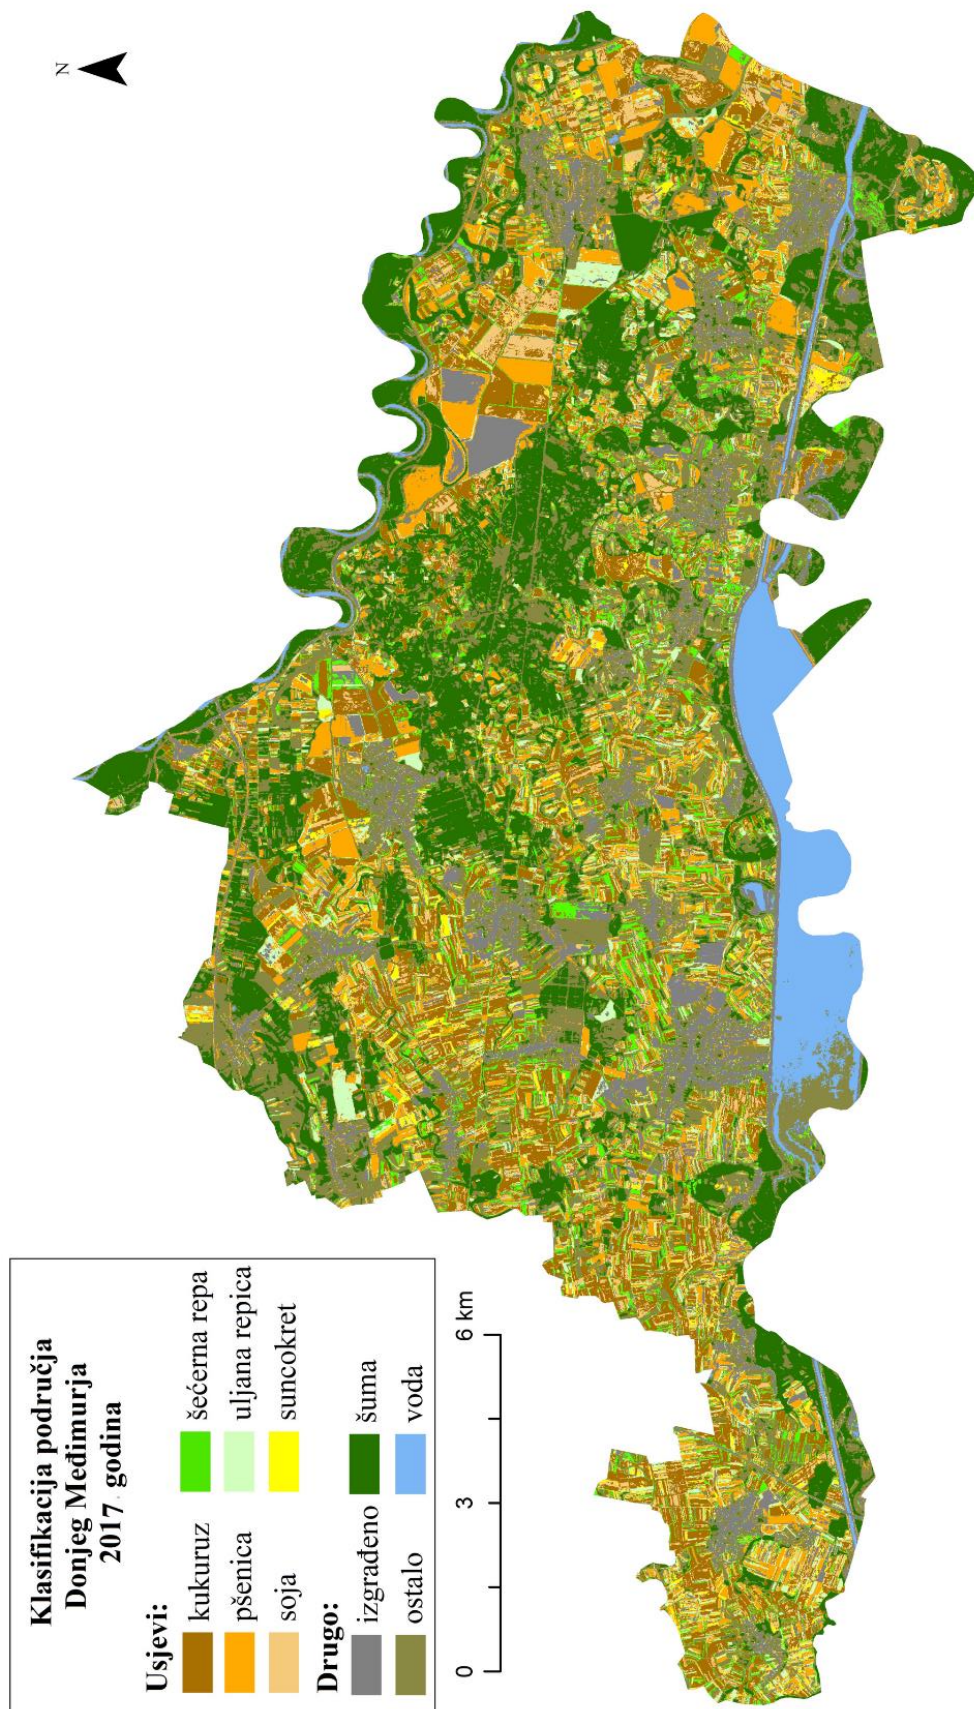 N
Klasifikacija područja
Donjeg Međimurja
2017. godina
Usjevi:
kukuruz
šećerna repa
pšenica
uljana repica
soja
suncokret
Drugo:
izgrađeno
šuma
ostalo
voda
0 3 6 km